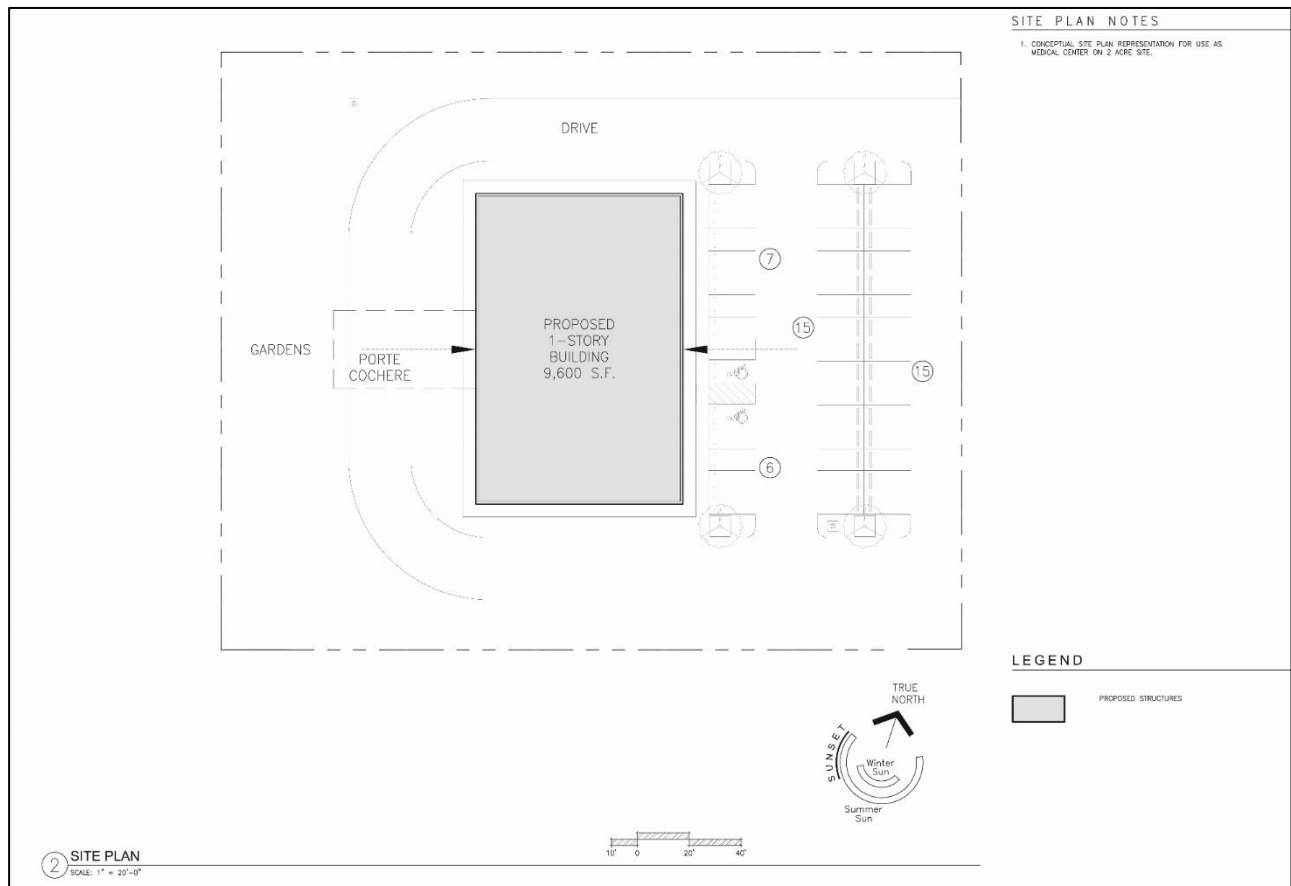 SITE PLAN NOTES
1. CONCEPTUAL SITE PLAN REPRESENTATION FOR USE AS
MEDICAL CENTER ON 2 ACRE SITE.
DRIVE
7
PROPOSED
1-STORY
BUILDING
9,600 S.F.
15
GARDENS
PORTE
COCHERE
15
6
LEGEND
PROPOSED STRUCTURES
TRUE
NORTH
SUNSET
Winter
Sun
Summer
Sun
10' 0 20' 40'
2 SITE PLAN
SCALE: 1" = 20'-0"